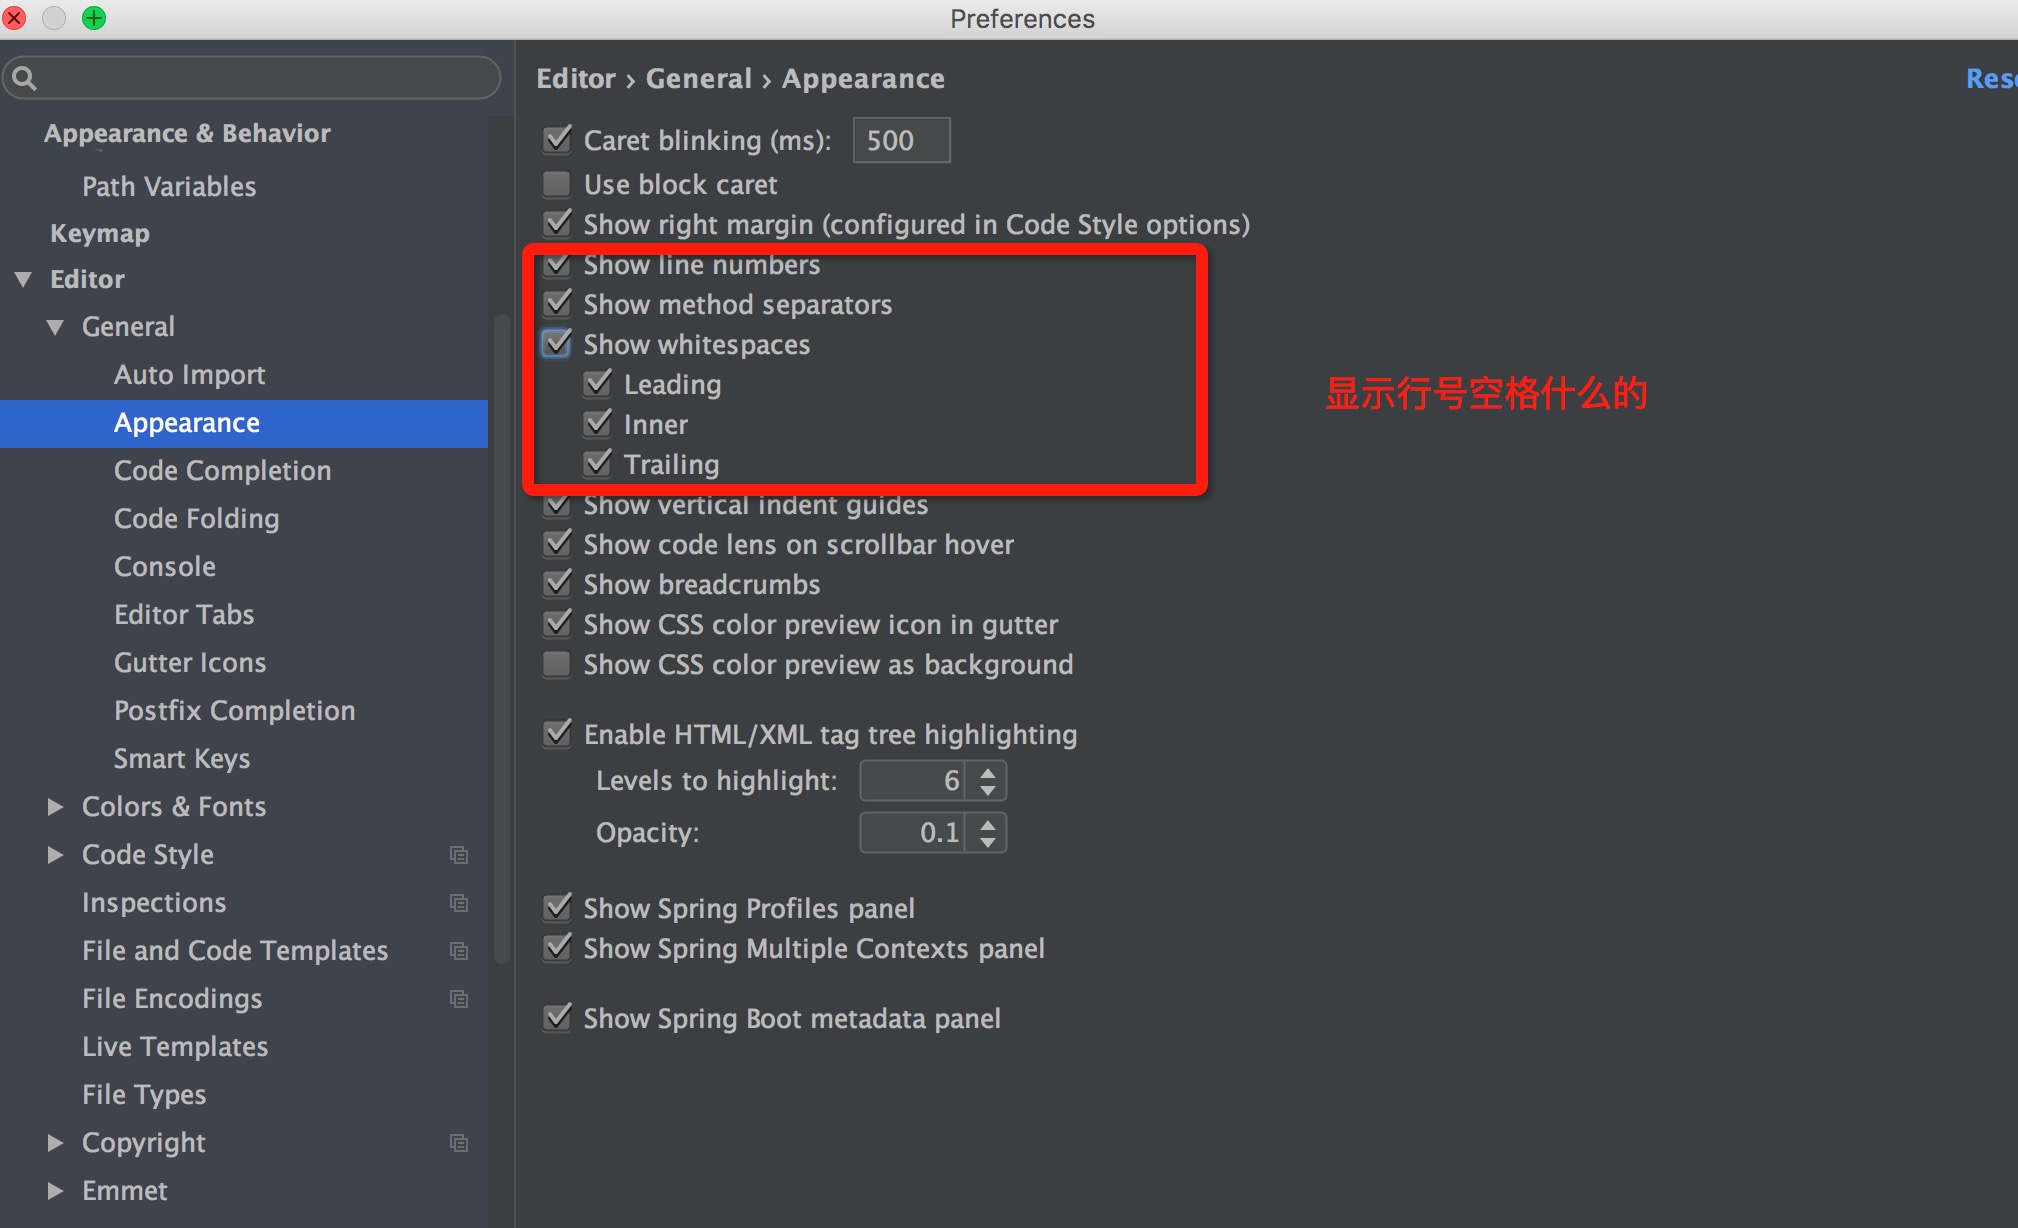 Preferences
Appearance & Behavior
Path Variables
Keymap
Editor
General
Auto Import
Appearance
Code Completion
Code Folding
Console
Editor Tabs
Gutter Icons
Postfix Completion
Smart Keys
Colors & Fonts
Code Style
Inspections
File and Code Templates
File Encodings
Live Templates
File Types
Copyright
Emmet
Editor › General › Appearance
Caret blinking (ms): 500
Use block caret
Show right margin (configured in Code Style options)
Show line numbers
Show method separators
Show whitespaces
Leading
Inner
Trailing
显示行号空格什么的
Show vertical indent guides
Show code lens on scrollbar hover
Show breadcrumbs
Show CSS color preview icon in gutter
Show CSS color preview as background
Enable HTML/XML tag tree highlighting
Levels to highlight: 6
Opacity: 0.1
Show Spring Profiles panel
Show Spring Multiple Contexts panel
Show Spring Boot metadata panel